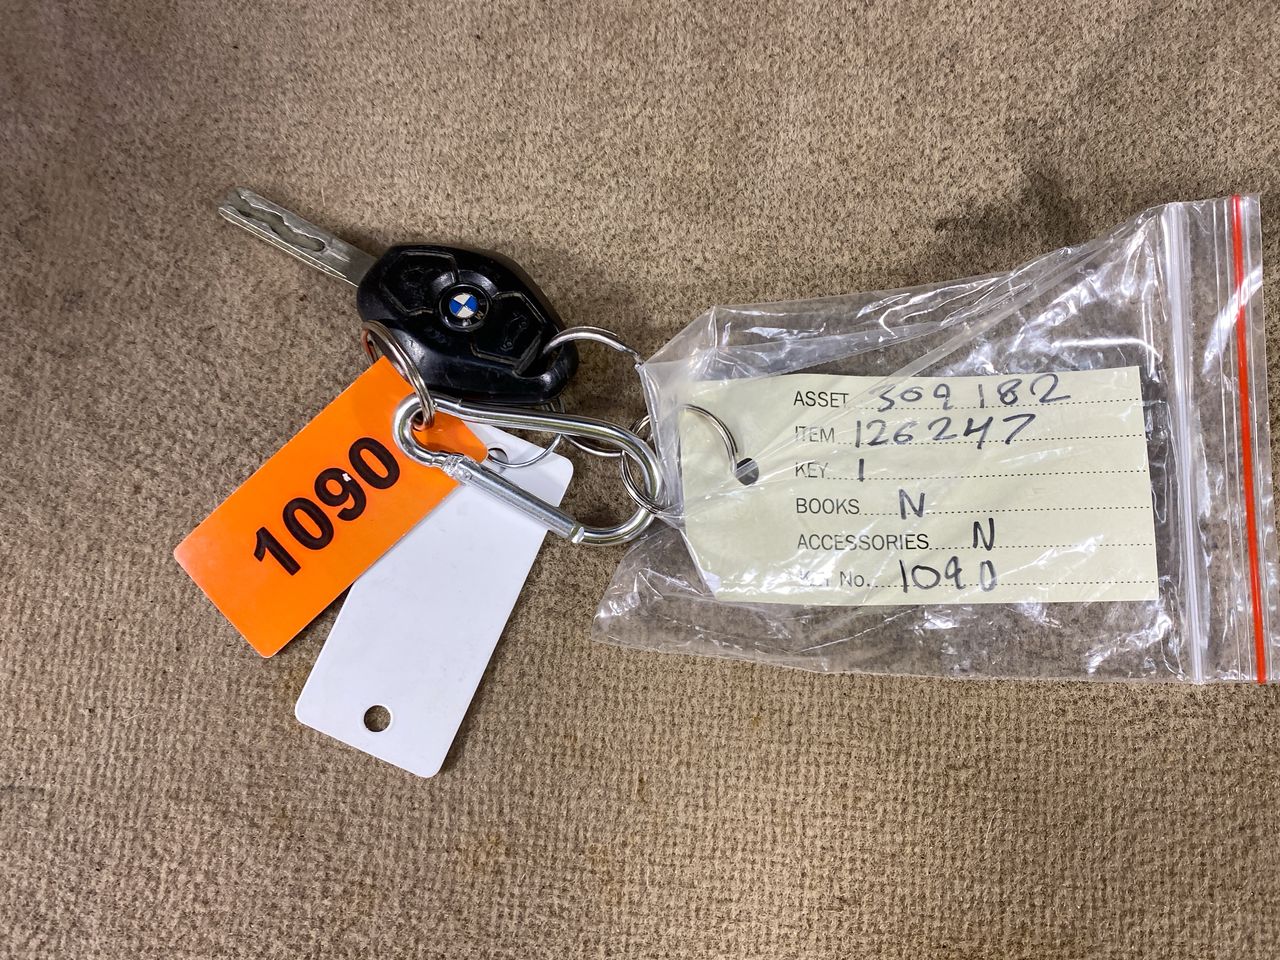 1090
ASSET 309182
ITEM 126247
KEY 1
BOOKS N
ACCESSORIES N
No. 1090